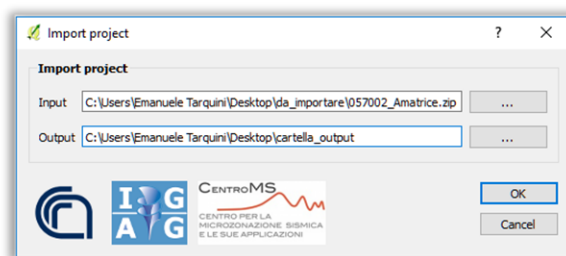 Import project
Import project
Input C:\Users\Emanuele Tarquini\Desktop\da_importare\057002_Amatrice.zip ...
Output C:\Users\Emanuele Tarquini\Desktop\cartella_output ...
I G
A G
CENTROMS
CENTRO PER LA
MICROZONAZIONE SISMICA
E LE SUE APPLICAZIONI
OK
Cancel